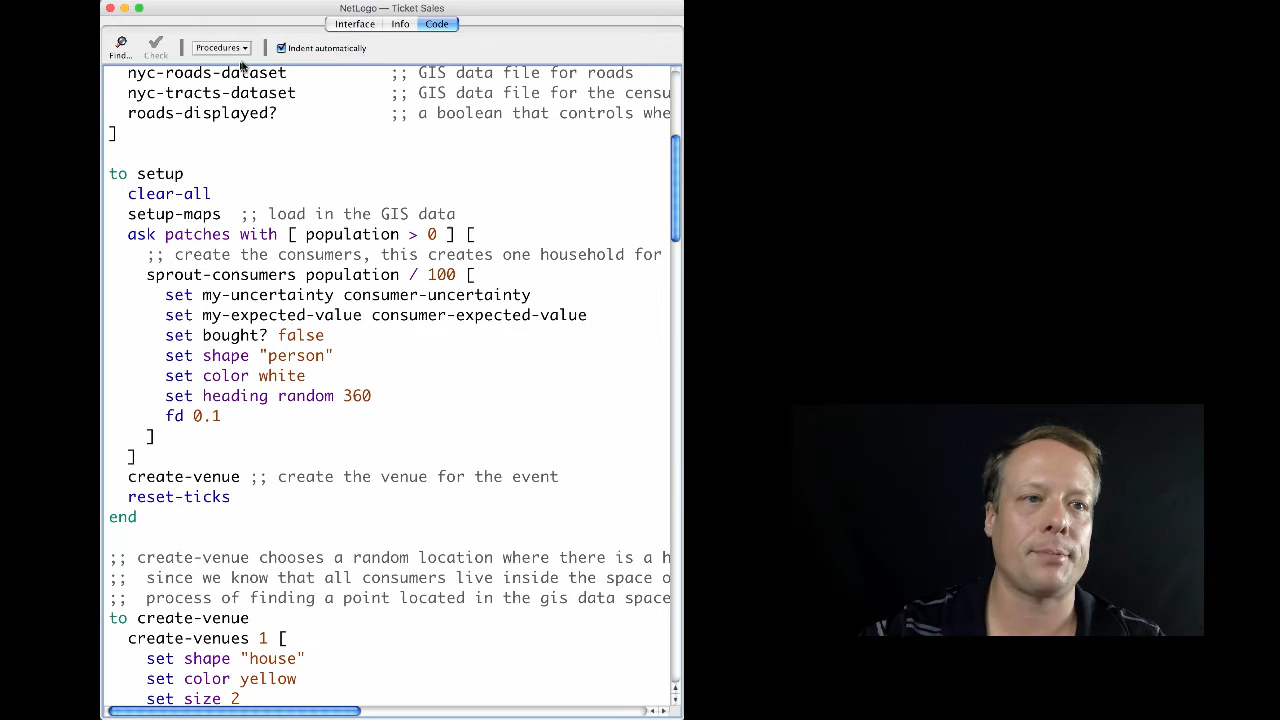 NetLogo — Ticket Sales
Interface Info Code
Find... Check Procedures Indent automatically
nyc-roads-dataset ;; GIS data file for roads
nyc-tracts-dataset ;; GIS data file for the censu
roads-displayed? ;; a boolean that controls whe
]
to setup
clear-all
setup-maps ;; load in the GIS data
ask patches with [ population > 0 ] [
;; create the consumers, this creates one household for
sprout-consumers population / 100 [
set my-uncertainty consumer-uncertainty
set my-expected-value consumer-expected-value
set bought? false
set shape "person"
set color white
set heading random 360
fd 0.1
]
]
create-venue ;; create the venue for the event
reset-ticks
end
;; create-venue chooses a random location where there is a h
;; since we know that all consumers live inside the space o
;; process of finding a point located in the gis data space
to create-venue
create-venues 1 [
set shape "house"
set color yellow
set size 2